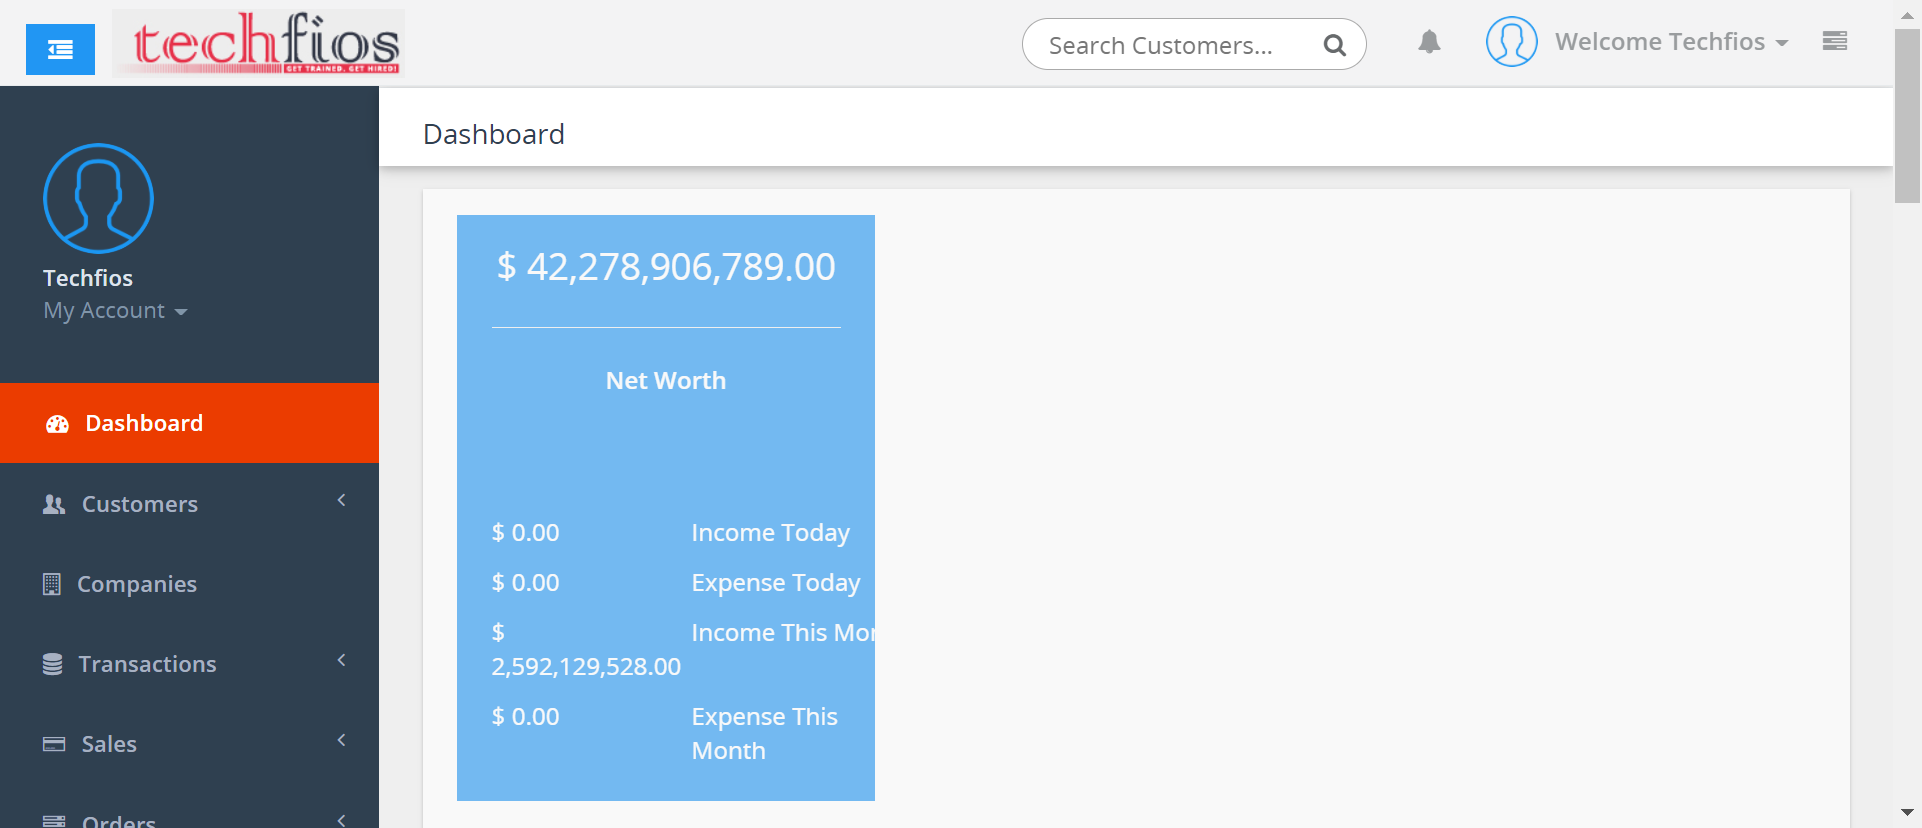 techfios
GET TRAINED. GET HIRED!
Search Customers...
Welcome Techfios
Techfios
My Account
Dashboard
Customers
Companies
Transactions
Sales
Orders
Dashboard
$ 42,278,906,789.00
Net Worth
$ 0.00 Income Today
$ 0.00 Expense Today
$ Income This Mon
2,592,129,528.00
$ 0.00 Expense This
Month